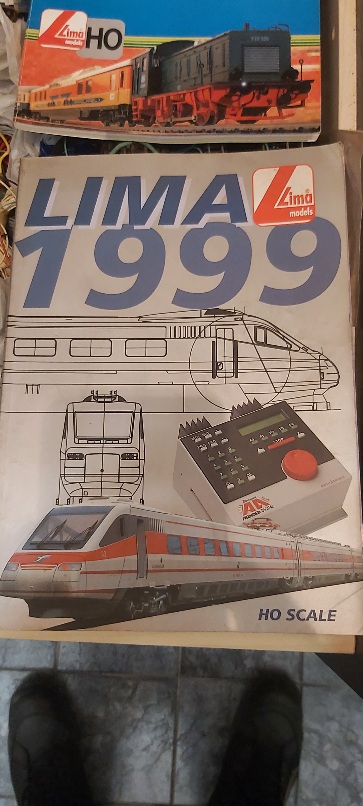 Lima
models
HO
LIMA
Lima
models
1999
HO SCALE